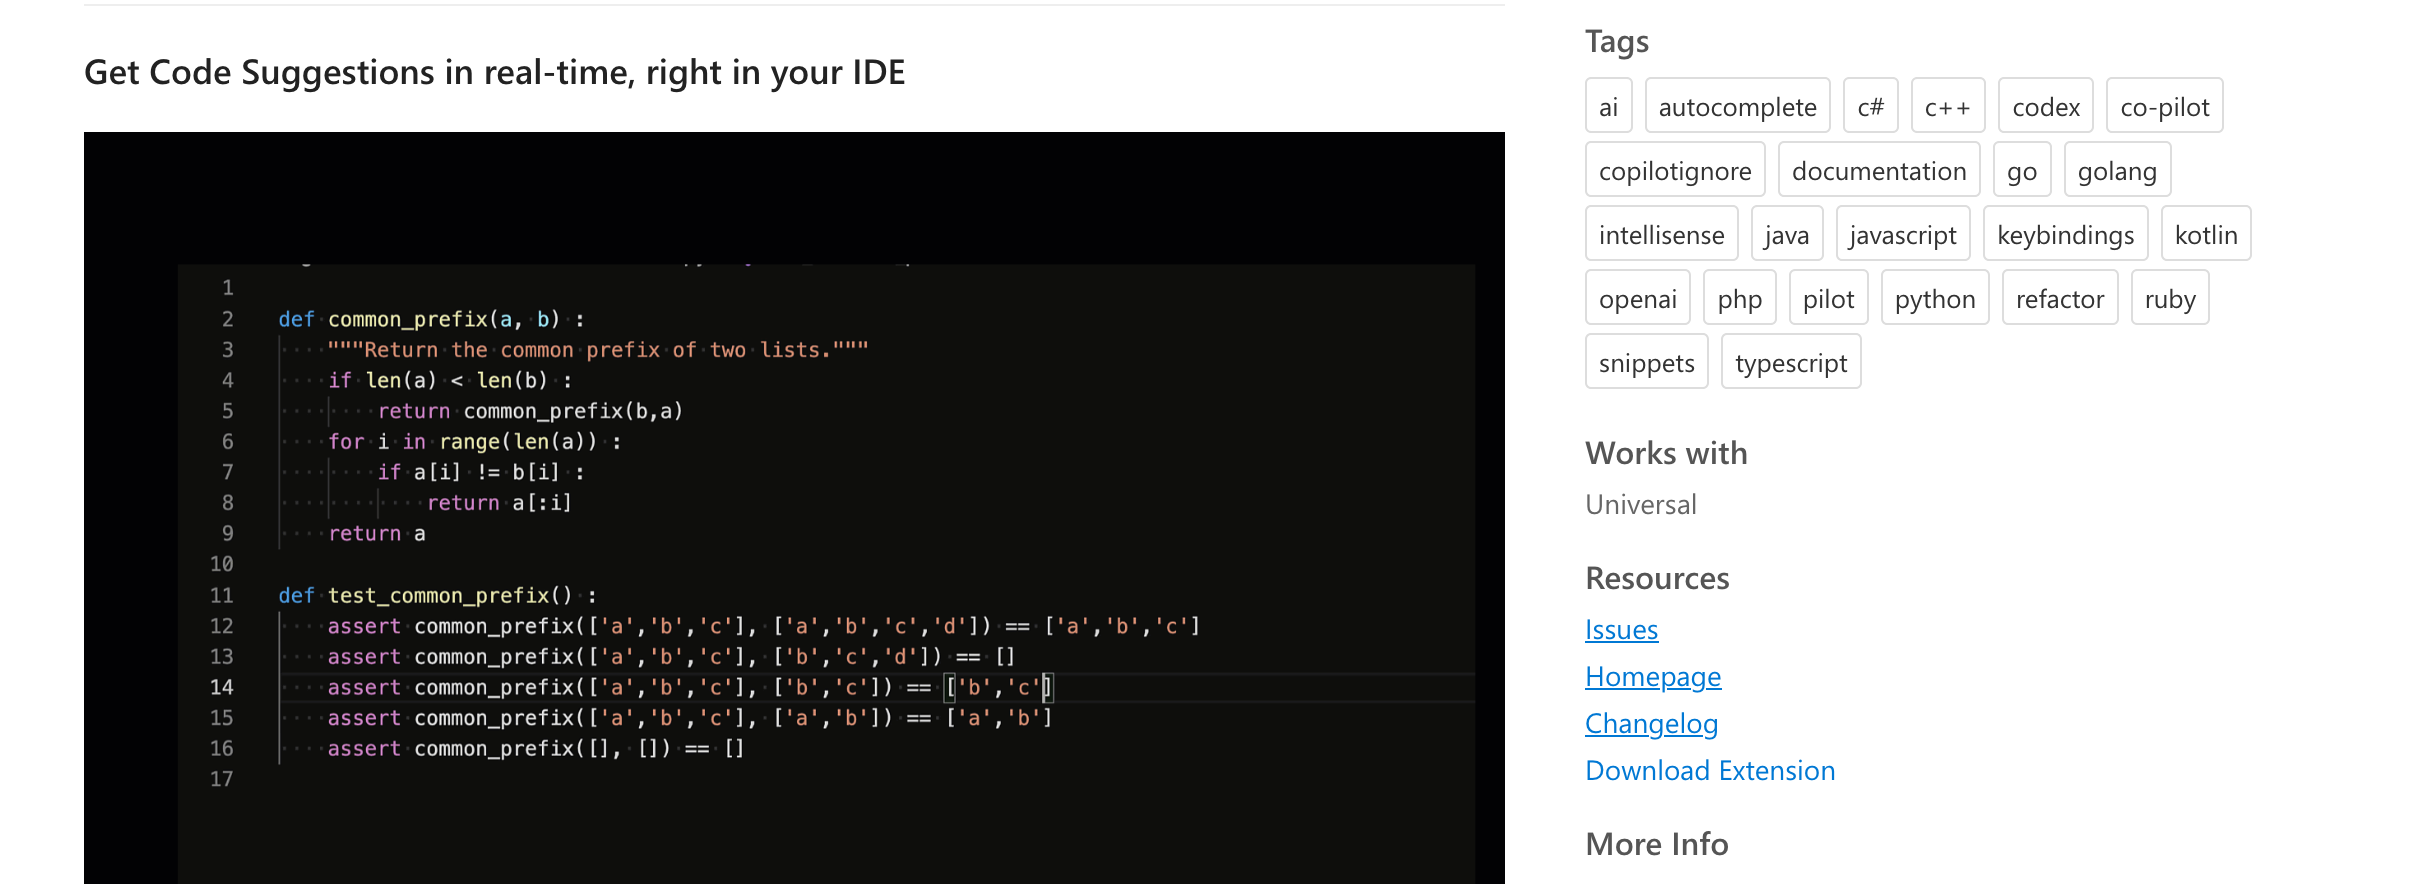 Get Code Suggestions in real-time, right in your IDE
1
2 def common_prefix(a, b) :
3 """Return the common prefix of two lists."""
4 if len(a) < len(b) :
5 return common_prefix(b,a)
6 for i in range(len(a)) :
7 if a[i] != b[i] :
8 return a[:i]
9 return a
10
11 def test_common_prefix() :
12 assert common_prefix(['a','b','c'], ['a','b','c','d']) == ['a','b','c']
13 assert common_prefix(['a','b','c'], ['b','c','d']) == []
14 assert common_prefix(['a','b','c'], ['b','c']) == ['b','c']
15 assert common_prefix(['a','b','c'], ['a','b']) == ['a','b']
16 assert common_prefix([], []) == []
17
Tags
ai autocomplete c# c++ codex co-pilot
copilotignore documentation go golang
intellisense java javascript keybindings kotlin
openai php pilot python refactor ruby
snippets typescript
Works with
Universal
Resources
Issues
Homepage
Changelog
Download Extension
More Info